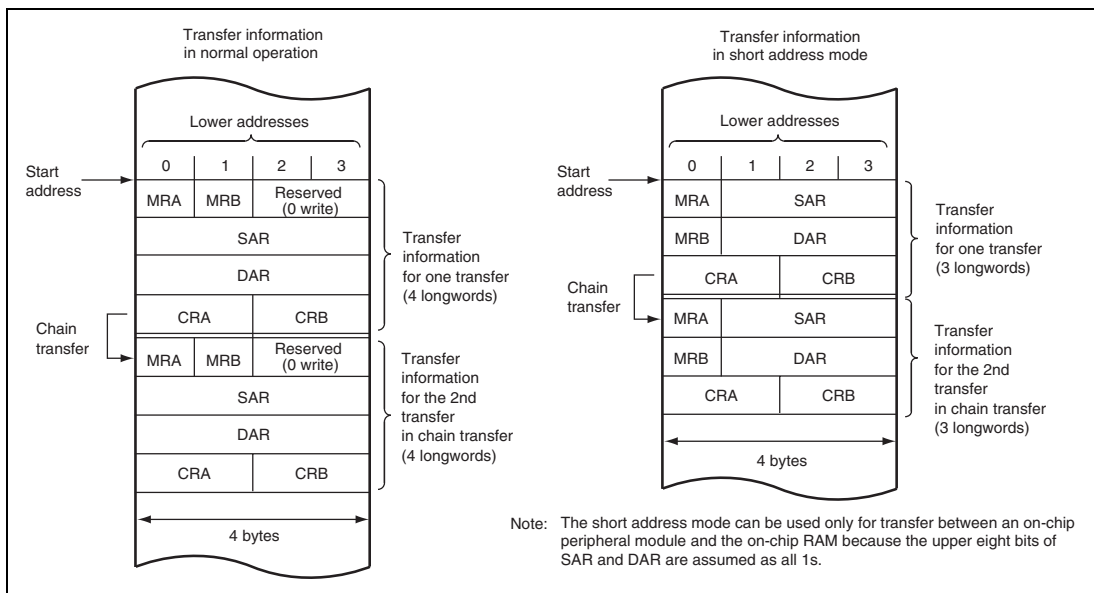 Transfer information
in normal operation
Lower addresses
0 1 2 3
Start
address
MRA MRB Reserved
(0 write)
SAR
DAR
CRA CRB
Transfer
information
for one transfer
(4 longwords)
Chain
transfer
MRA MRB Reserved
(0 write)
SAR
DAR
CRA CRB
Transfer
information
for the 2nd
transfer
in chain transfer
(4 longwords)
4 bytes
Transfer information
in short address mode
Lower addresses
0 1 2 3
Start
address
MRA SAR
MRB DAR
CRA CRB
Transfer
information
for one transfer
(3 longwords)
Chain
transfer
MRA SAR
MRB DAR
CRA CRB
Transfer
information
for the 2nd
transfer
in chain transfer
(3 longwords)
4 bytes
Note: The short address mode can be used only for transfer between an on-chip
peripheral module and the on-chip RAM because the upper eight bits of
SAR and DAR are assumed as all 1s.